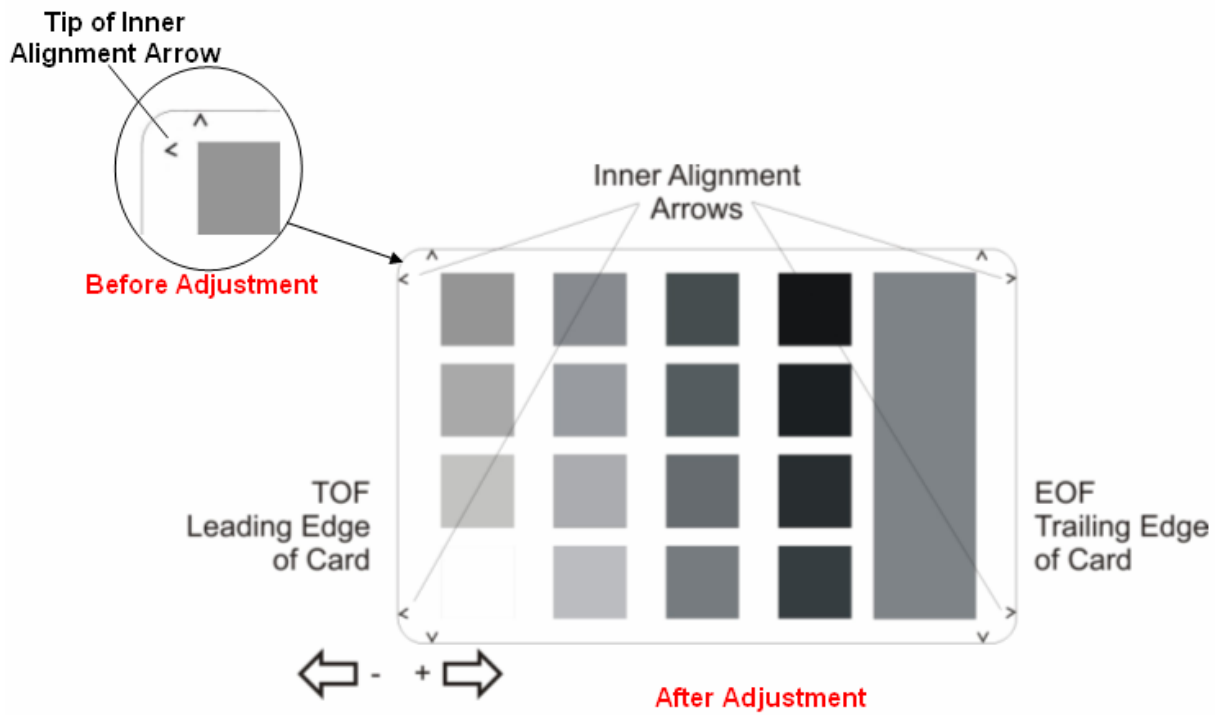 Tip of Inner
Alignment Arrow
Before Adjustment
Inner Alignment
Arrows
TOF
Leading Edge
of Card
EOF
Trailing Edge
of Card
- +
After Adjustment